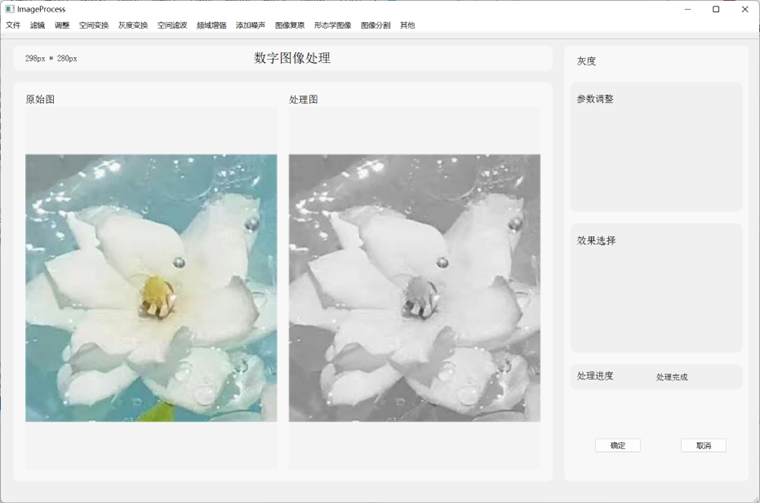 ImageProcess
文件 滤镜 调整 空间变换 灰度变换 空间滤波 频域增强 添加噪声 图像复原 形态学图像 图像分割 其他
298px * 280px
数字图像处理
灰度
原始图
处理图
参数调整
效果选择
处理进度
处理完成
确定
取消